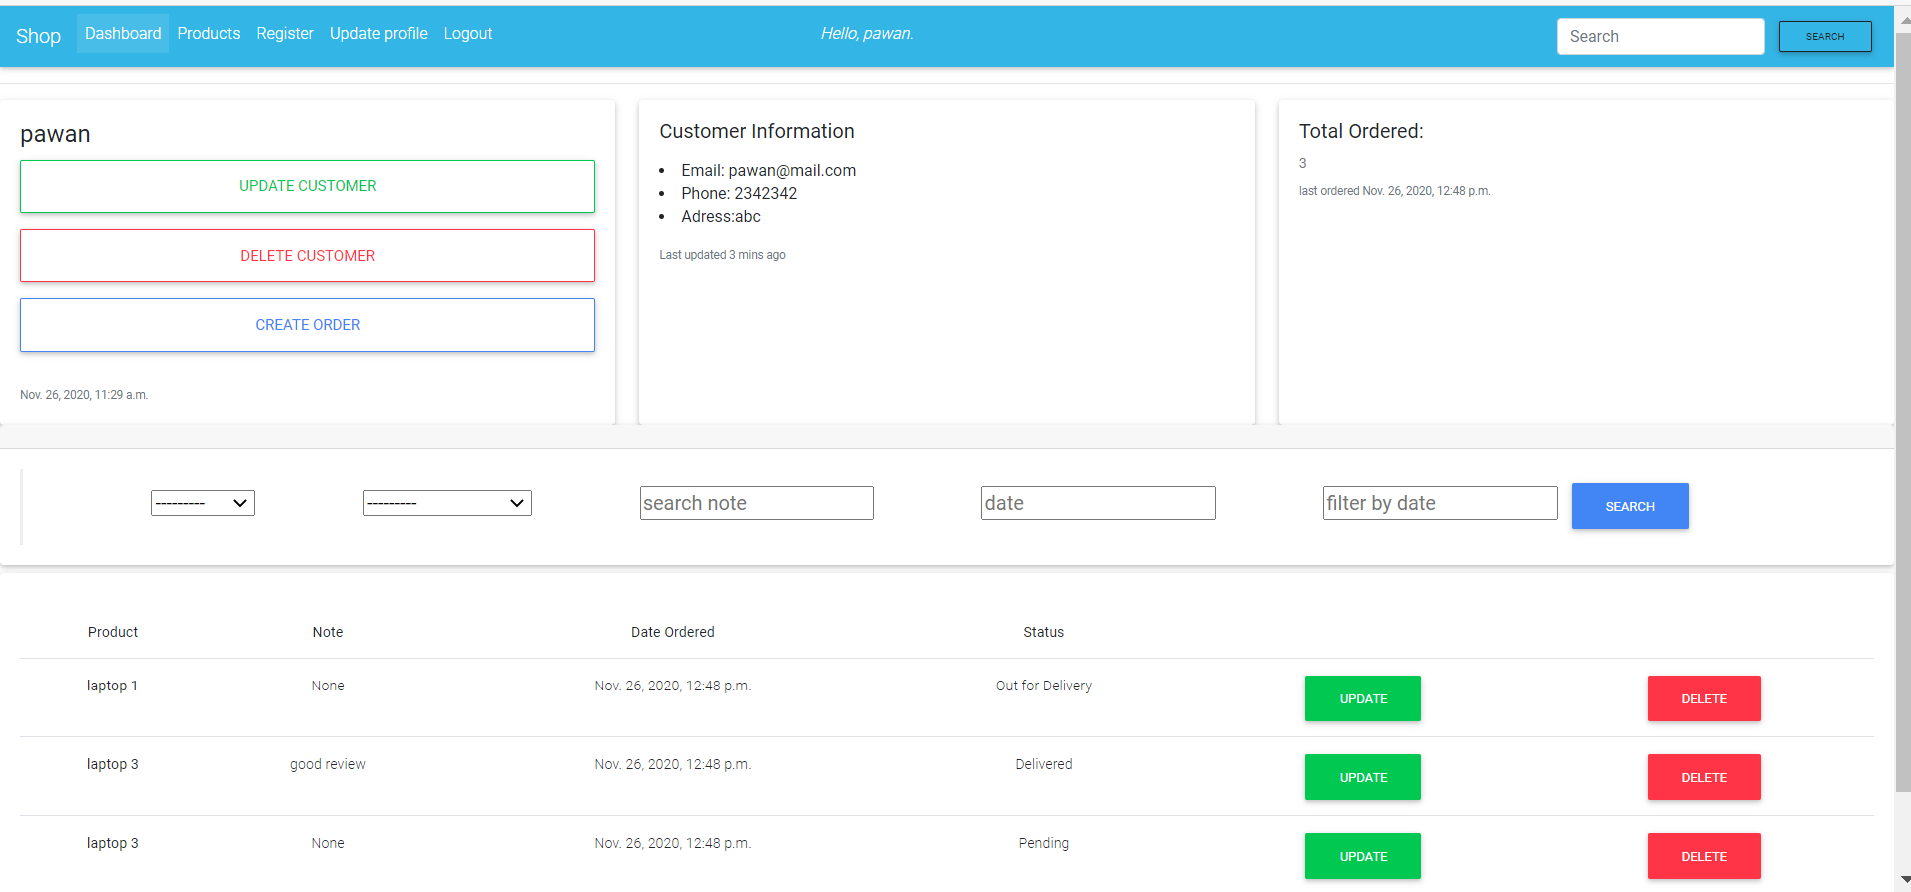 Shop Dashboard Products Register Update profile Logout Hello, pawan. Search SEARCH
pawan
UPDATE CUSTOMER
DELETE CUSTOMER
CREATE ORDER
Nov. 26, 2020, 11:29 a.m.
Customer Information
Email: pawan@mail.com
Phone: 2342342
Adress:abc
Last updated 3 mins ago
Total Ordered:
3
last ordered Nov. 26, 2020, 12:48 p.m.
--------- --------- search note date filter by date SEARCH
Product Note Date Ordered Status
laptop 1 None Nov. 26, 2020, 12:48 p.m. Out for Delivery UPDATE DELETE
laptop 3 good review Nov. 26, 2020, 12:48 p.m. Delivered UPDATE DELETE
laptop 3 None Nov. 26, 2020, 12:48 p.m. Pending UPDATE DELETE